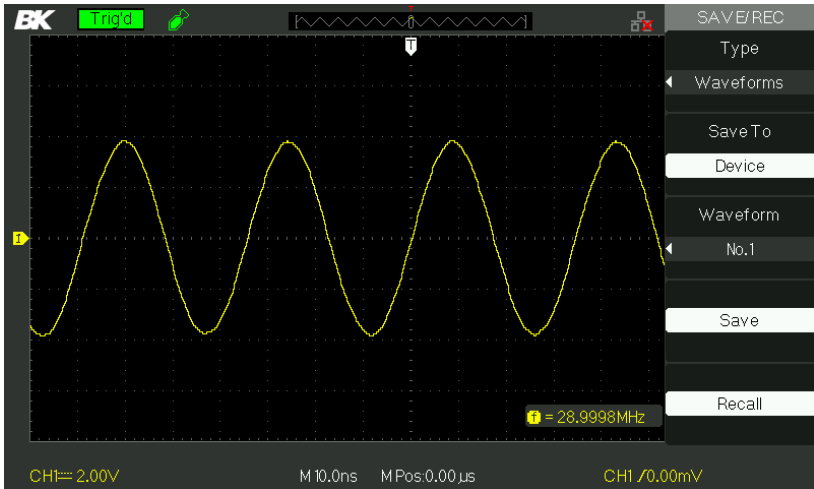 BK Trig'd SAVE/REC
T
Type
Waveforms
Save To
Device
Waveform
1 No.1
Save
Recall
f = 28.9998MHz
CH1 2.00V M 10.0ns M Pos:0.00µs CH1 / 0.00mV